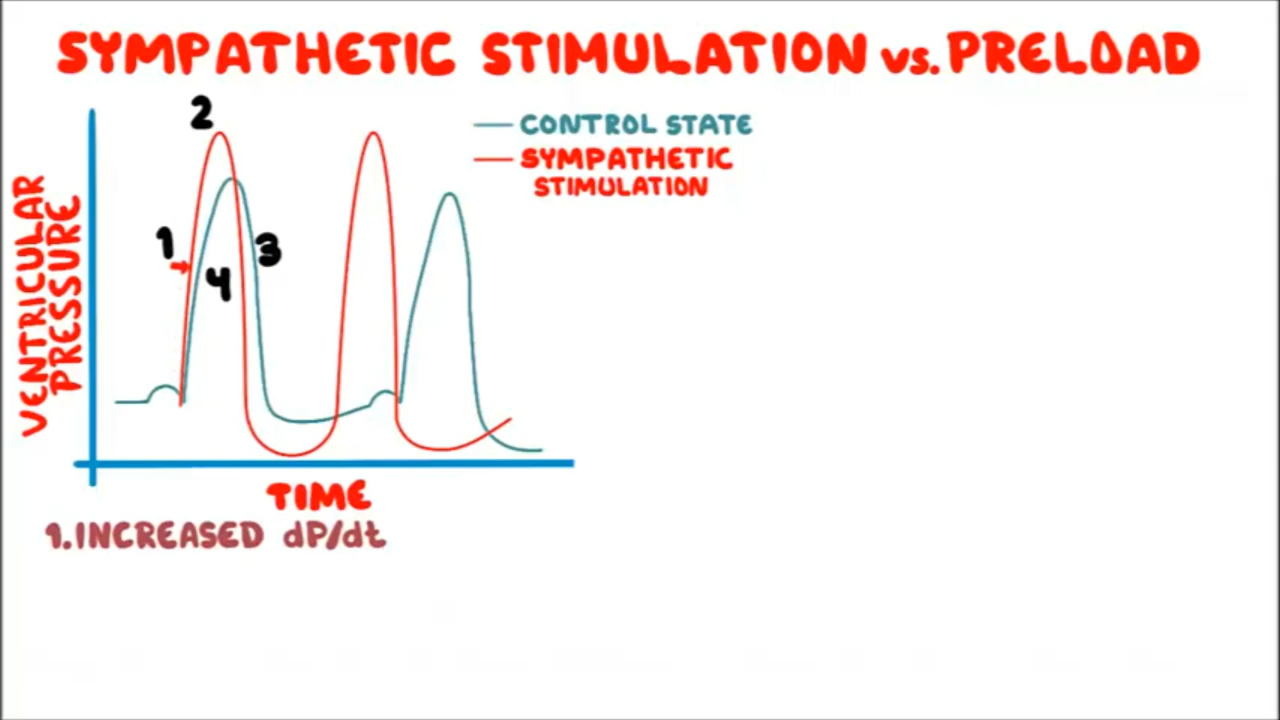 SYMPATHETIC STIMULATION vs. PRELOAD
2
CONTROL STATE
SYMPATHETIC
STIMULATION
VENTRICULAR
PRESSURE
1
3
4
TIME
1. INCREASED dP/dt